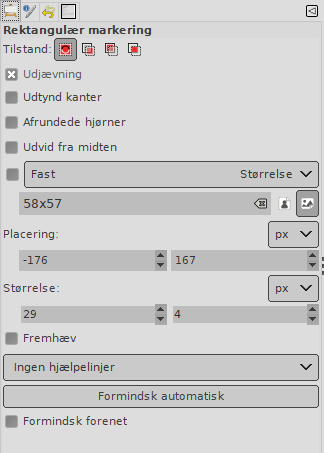 Rektangulær markering
Tilstand:
Udjævning
Udtynd kanter
Afrundede hjørner
Udvid fra midten
Fast Størrelse
58x57
Placering: px
-176 167
Størrelse: px
29 4
Fremhæv
Ingen hjælpelinjer
Formindsk automatisk
Formindsk forenet